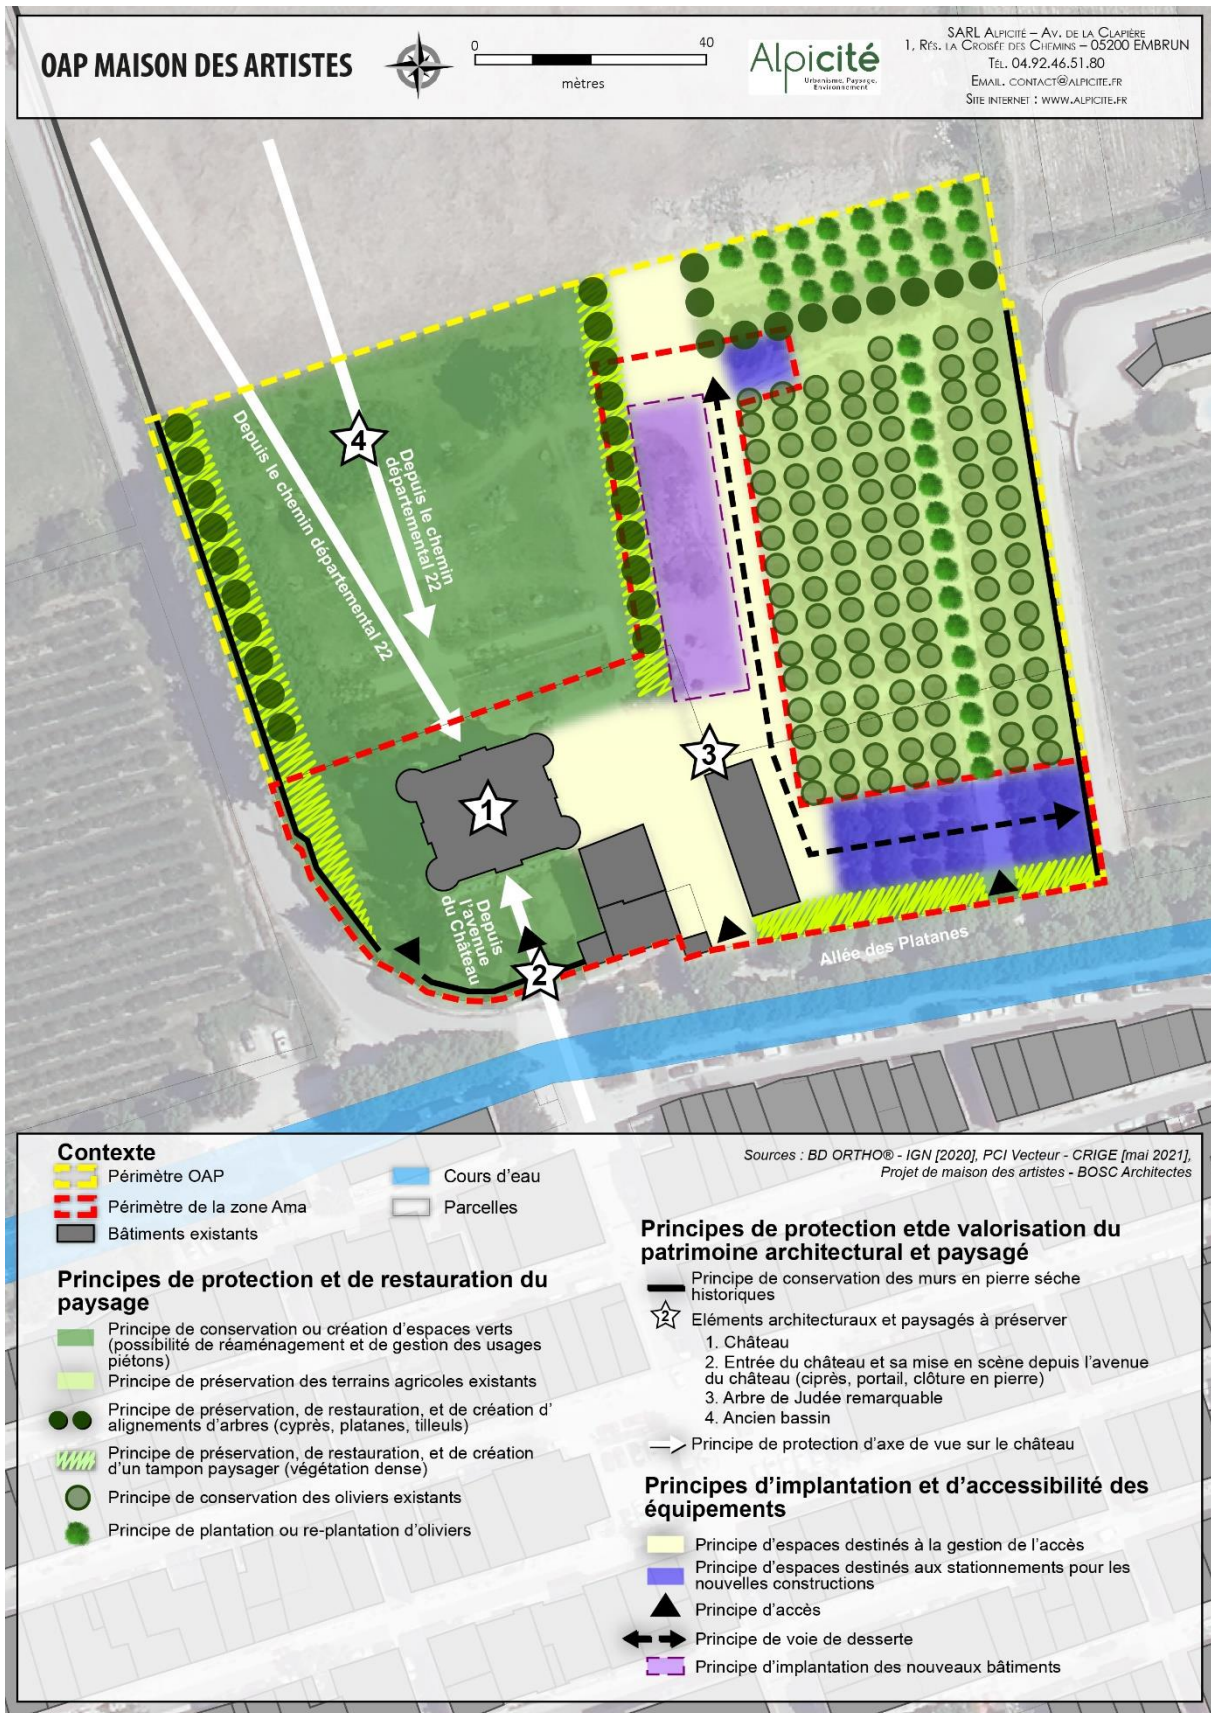 OAP MAISON DES ARTISTES
0
40
mètres
Alpicité
Urbanisme, Paysage,
Environnement
SARL Alpicité – Av. de la Clapière
1, Rés. la Croisée des Chemins – 05200 EMBRUN
Tél. 04.92.46.51.80
Email. contact@alpicite.fr
Site internet : www.alpicite.fr
Depuis le chemin départemental 22
4
Depuis le chemin
départemental 22
3
1
Depuis
l'avenue
du Château
2
Allée des Platanes
Contexte
Périmètre OAP
Périmètre de la zone Ama
Bâtiments existants
Cours d'eau
Parcelles
Sources : BD ORTHO® - IGN [2020], PCI Vecteur - CRIGE [mai 2021],
Projet de maison des artistes - BOSC Architectes
Principes de protection et de restauration du
paysage
Principe de conservation ou création d'espaces verts
(possibilité de réaménagement et de gestion des usages
piétons)
Principe de préservation des terrains agricoles existants
Principe de préservation, de restauration, et de création d'
alignements d'arbres (cyprès, platanes, tilleuls)
Principe de préservation, de restauration, et de création
d'un tampon paysager (végétation dense)
Principe de conservation des oliviers existants
Principe de plantation ou re-plantation d'oliviers
Principes de protection etde valorisation du
patrimoine architectural et paysagé
Principe de conservation des murs en pierre séche
historiques
2
Eléments architecturaux et paysagés à préserver
1. Château
2. Entrée du château et sa mise en scène depuis l'avenue
du château (ciprès, portail, clôture en pierre)
3. Arbre de Judée remarquable
4. Ancien bassin
Principe de protection d'axe de vue sur le château
Principes d'implantation et d'accessibilité des
équipements
Principe d'espaces destinés à la gestion de l'accès
Principe d'espaces destinés aux stationnements pour les
nouvelles constructions
Principe d'accès
Principe de voie de desserte
Principe d'implantation des nouveaux bâtiments